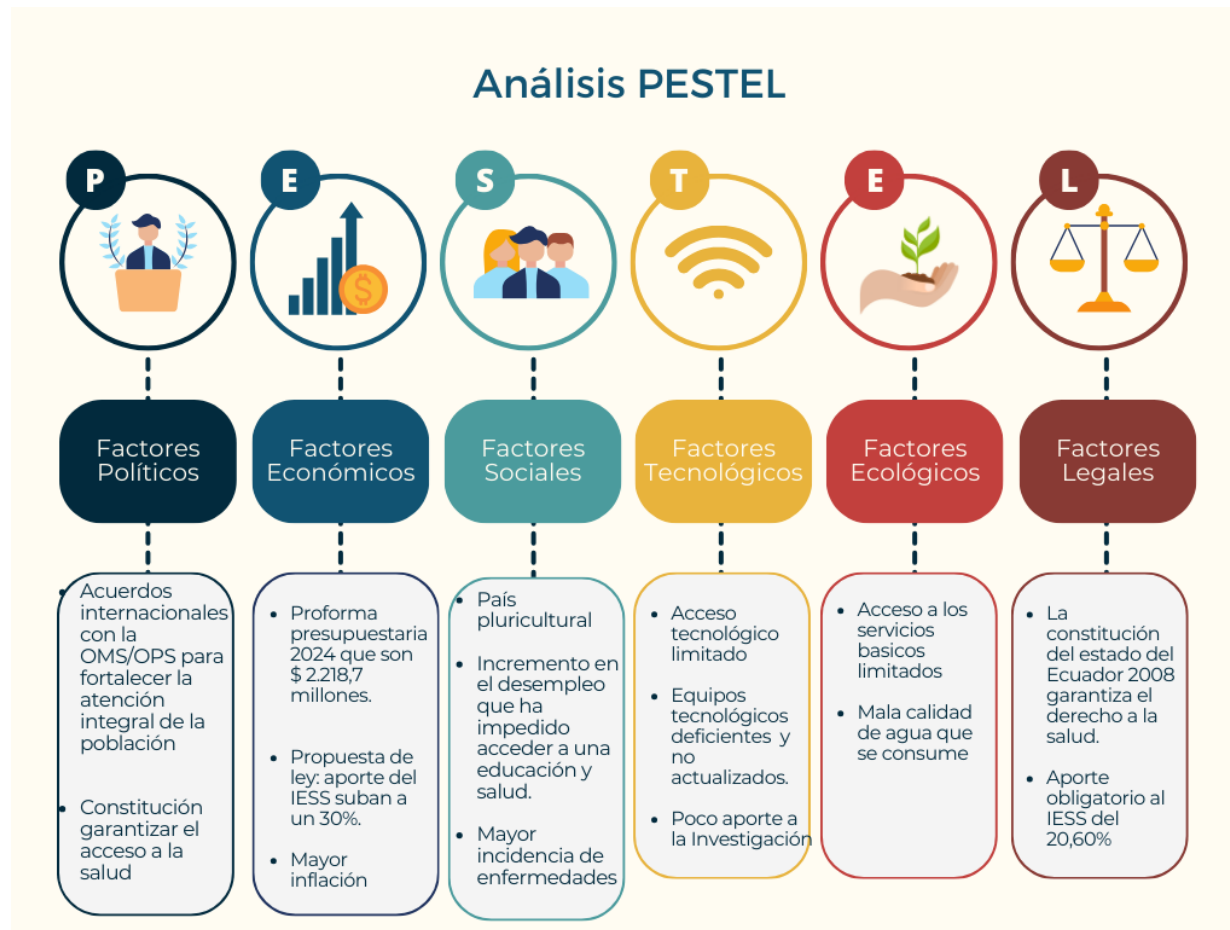 Análisis PESTEL
P
E
S
T
E
L
Factores
Políticos
Factores
Económicos
Factores
Sociales
Factores
Tecnológicos
Factores
Ecológicos
Factores
Legales
• Acuerdos
internacionales
con la
OMS/OPS para
fortalecer la
atención
integral de la
población
• Constitución
garantizar el
acceso a la
salud
• Proforma
presupuestaria
2024 que son
$ 2.218,7
millones.
• Propuesta de
ley: aporte del
IESS suban a
un 30%.
• Mayor
inflación
• País
pluricultural
• Incremento en
el desempleo
que ha
impedido
acceder a una
educación y
salud.
• Mayor
incidencia de
enfermedades
• Acceso
tecnológico
limitado
• Equipos
tecnológicos
deficientes y
no
actualizados.
• Poco aporte a
la Investigación
• Acceso a los
servicios
basicos
limitados
• Mala calidad
de agua que
se consume
• La
constitución
del estado del
Ecuador 2008
garantiza el
derecho a la
salud.
• Aporte
obligatorio al
IESS del
20,60%